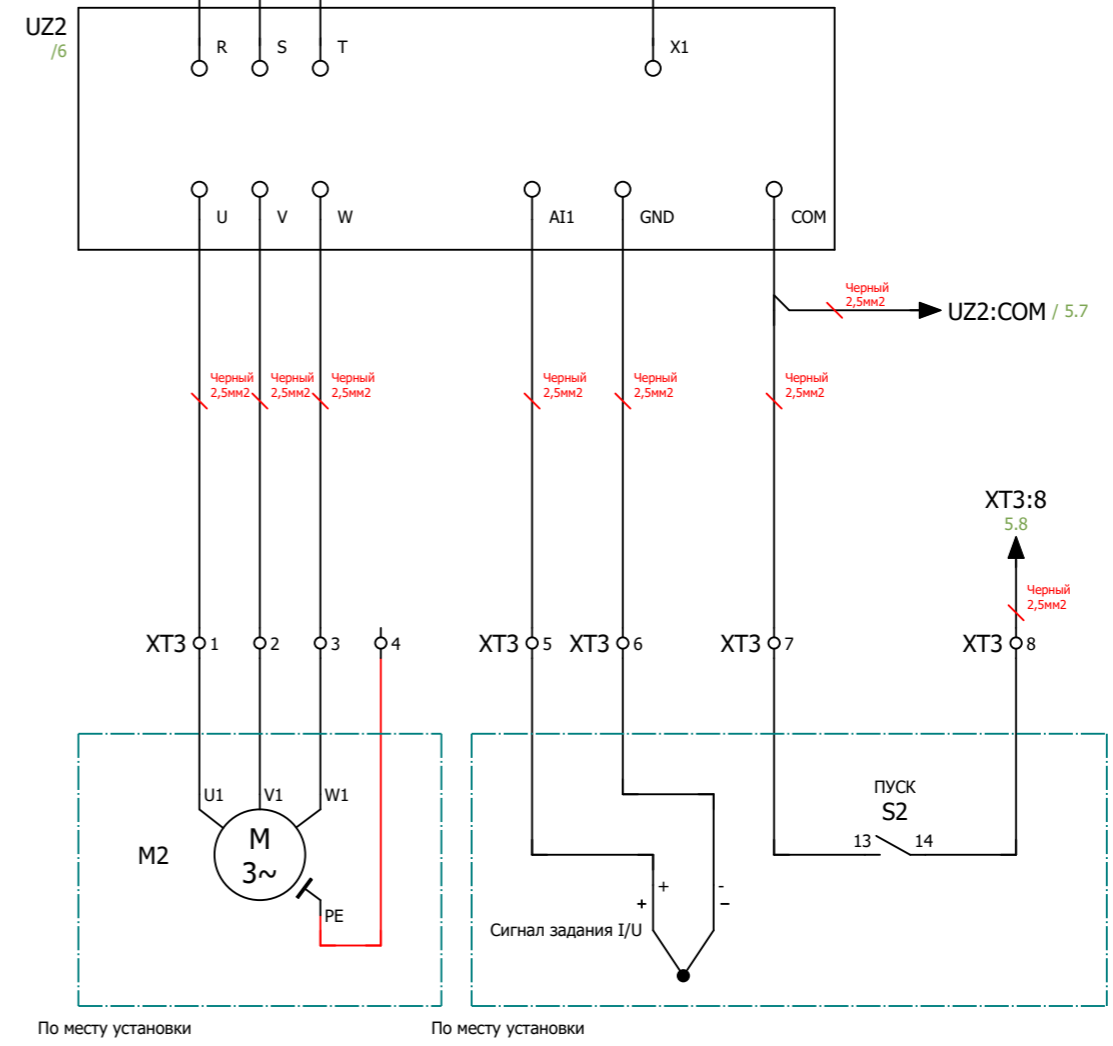 UZ2
/6
R
S
T
X1
U
V
W
AI1
GND
COM
Черный
2,5мм2
UZ2:COM / 5.7
Черный
2,5мм2
Черный
2,5мм2
Черный
2,5мм2
Черный
2,5мм2
Черный
2,5мм2
Черный
2,5мм2
XT3:8
5.8
Черный
2,5мм2
XT3 1
2
3
4
XT3 5
XT3 6
XT3 7
XT3 8
U1
V1
W1
M2
M
3~
PE
ПУСК
S2
13
14
+
-
+
–
Сигнал задания I/U
По месту установки
По месту установки